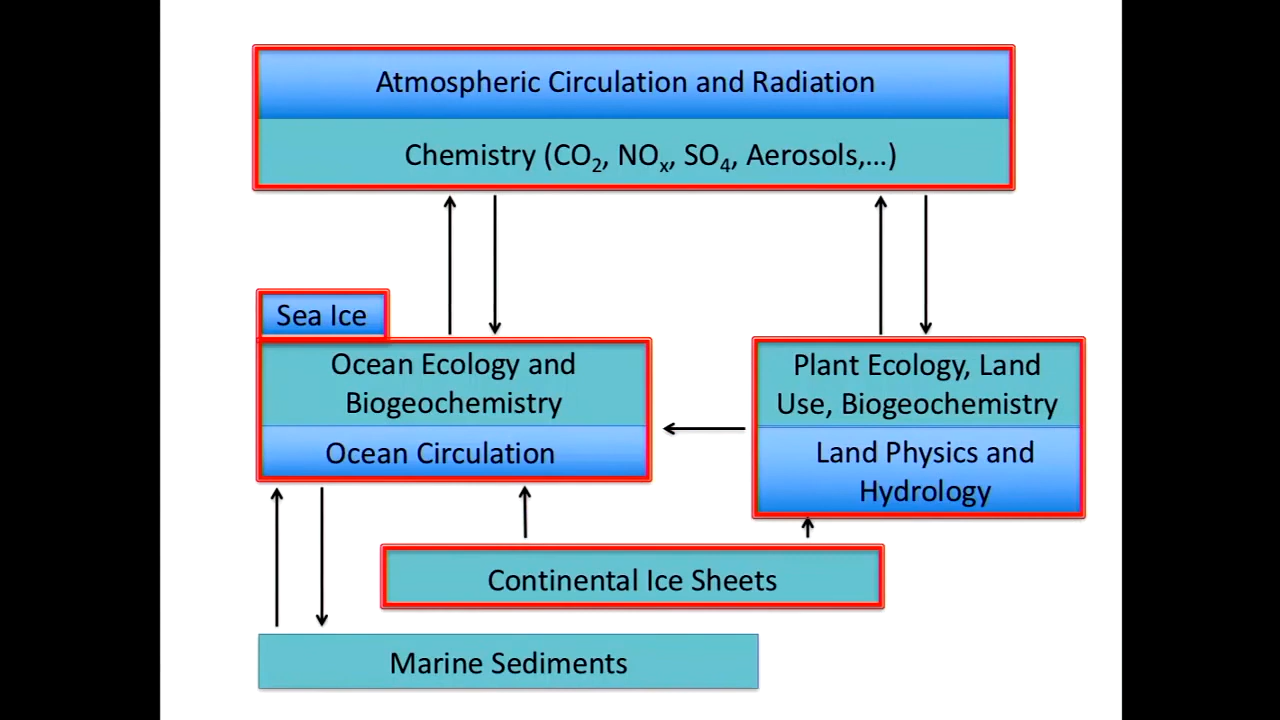 Atmospheric Circulation and Radiation
Chemistry (CO₂, NOₓ, SO₄, Aerosols,...)
Sea Ice
Ocean Ecology and
Biogeochemistry
Ocean Circulation
Plant Ecology, Land
Use, Biogeochemistry
Land Physics and
Hydrology
Continental Ice Sheets
Marine Sediments